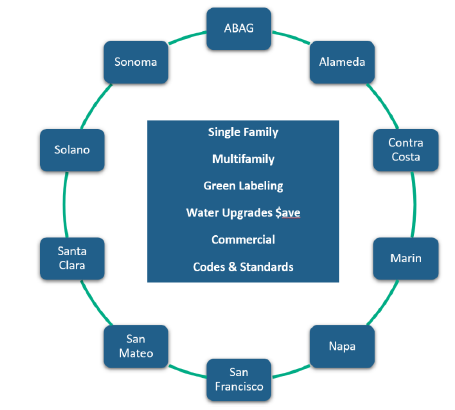 ABAG
Alameda
Contra
Costa
Marin
Napa
San
Francisco
San
Mateo
Santa
Clara
Solano
Sonoma
Single Family
Multifamily
Green Labeling
Water Upgrades $ave
Commercial
Codes & Standards